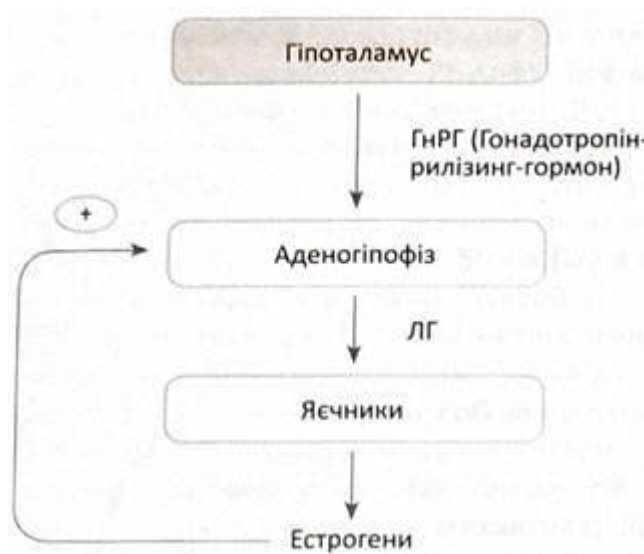 Гіпоталамус
ГнРГ (Гонадотропін-
рилізинг-гормон)
+
Аденогіпофіз
ЛГ
Яєчники
Естрогени